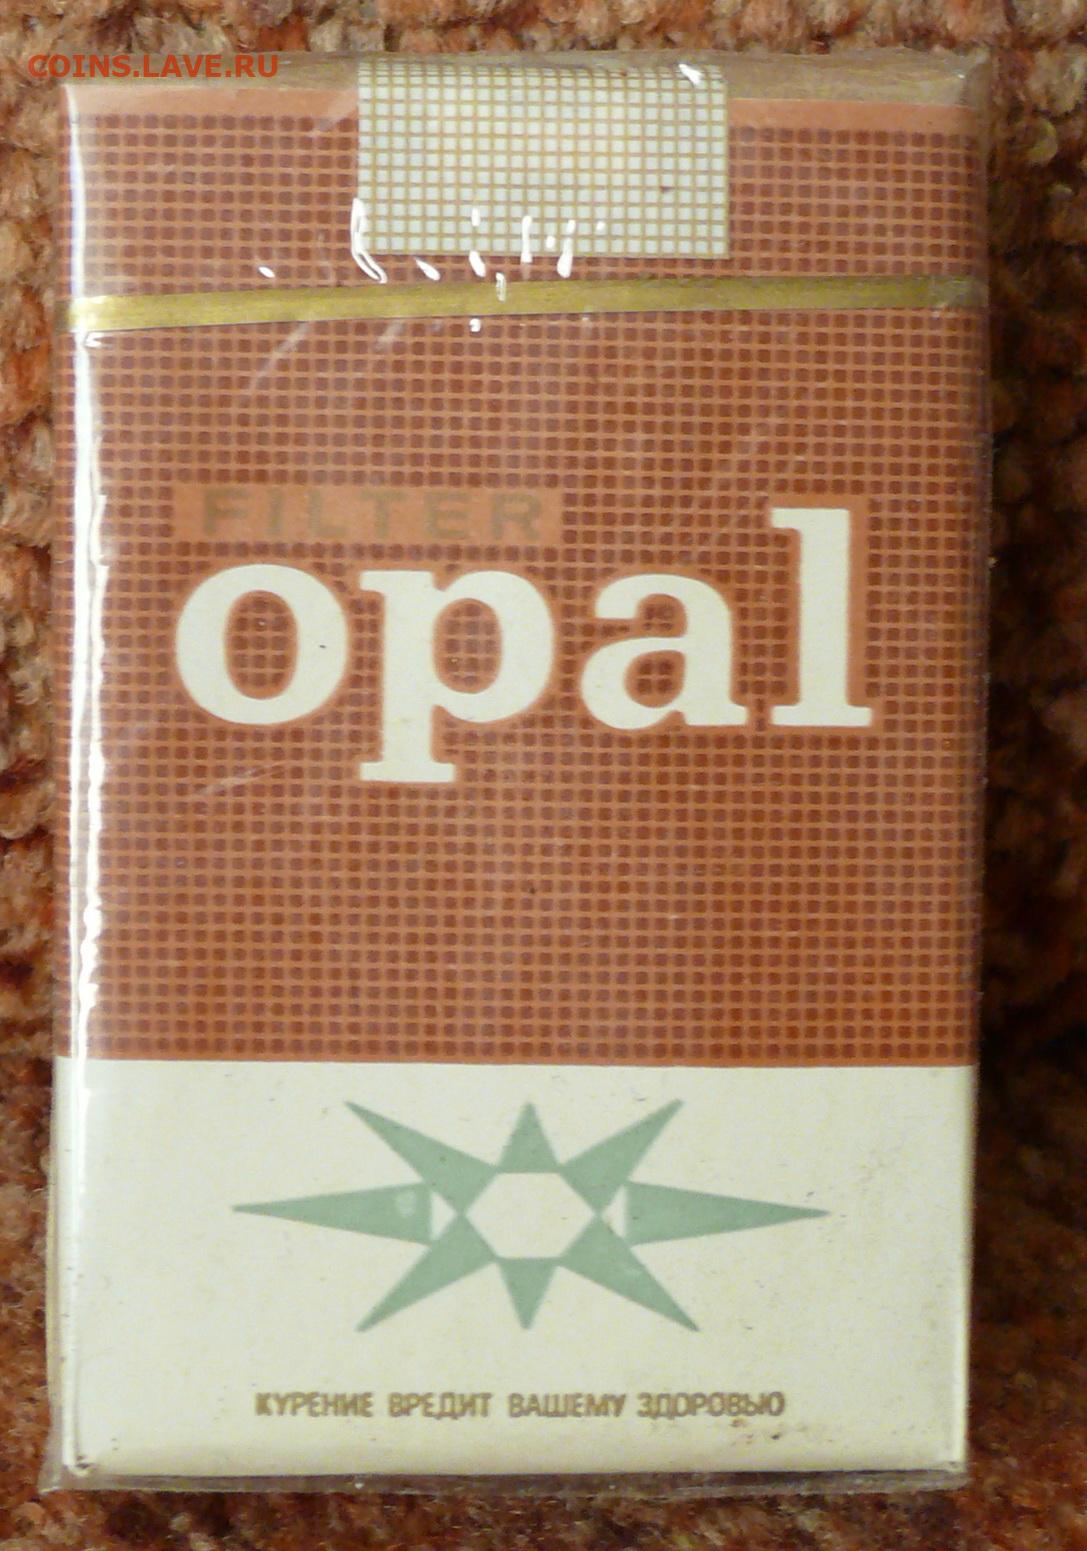 COINS.LAVE.RU
FILTER
opal
КУРЕНИЕ ВРЕДИТ ВАШЕМУ ЗДОРОВЬЮ